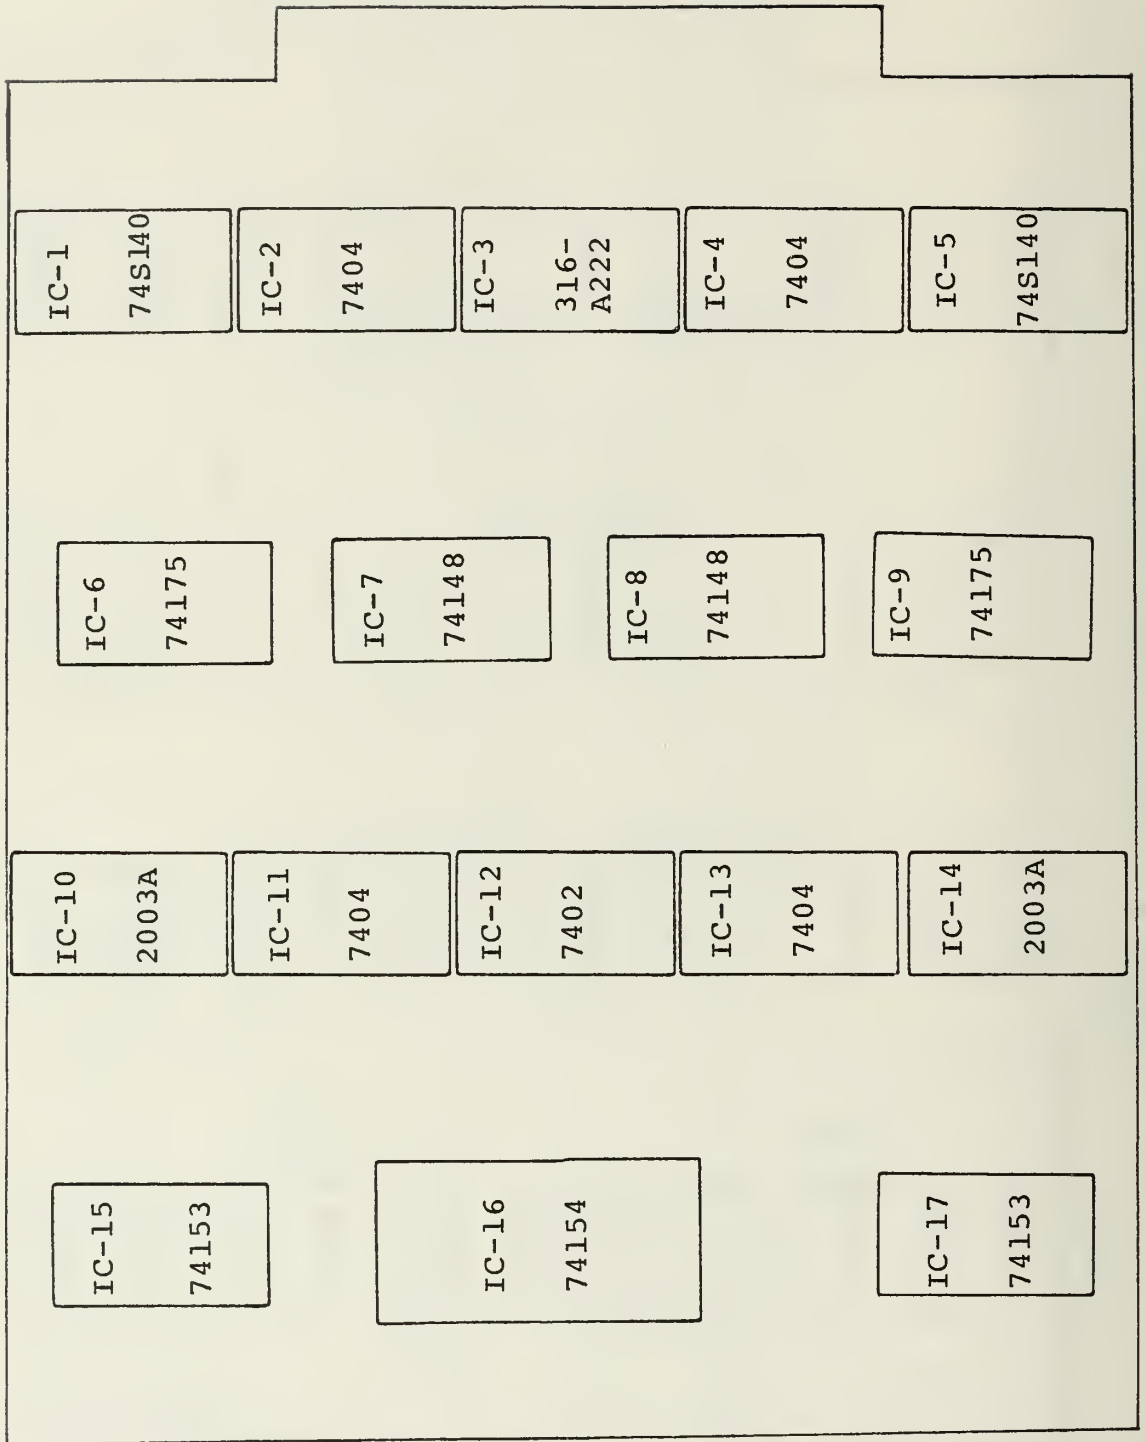 IC-1
74S140
IC-2
7404
IC-3
316-
A222
IC-4
7404
IC-5
74S140
IC-6
74175
IC-7
74148
IC-8
74148
IC-9
74175
IC-10
2003A
IC-11
7404
IC-12
7402
IC-13
7404
IC-14
2003A
IC-15
74153
IC-16
74154
IC-17
74153